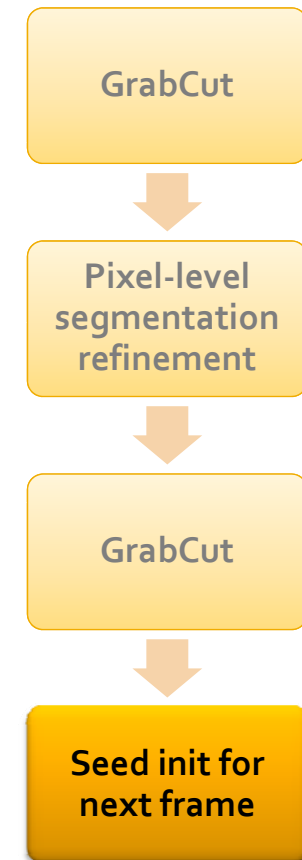 GrabCut
Pixel-level
segmentation
refinement
GrabCut
Seed init for
next frame